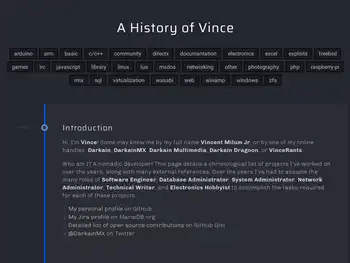 A History of Vince
arduino arm basic c/c++ community directx documentation electronics excel exploits freebsd
games irc javascript library linux lua msdos networking other photography php raspberry-pi
rmx sql virtualization wasabi web winamp windows zfs
Introduction
Hi, I'm Vince! Some may know me by my full name Vincent Milum Jr, or by one of my online
handles: Darkain, DarkainMX, Darkain Multimedia, Darkain Dragoon, or VinceRants.
Who am I? A nomadic developer! This page details a chronological list of projects I've worked on
over the years, along many external references. Over the years I've had to assume the
many roles of Software Engineer, Database Administrator, System Administrator, Network
Administrator, Technical Writer, and Electronics Hobbyist to accomplish the tasks required
for each of these projects.
My personal profile on GitHub
My Jira profile on MariaDB.org
Detailed list of open source contributions on GitHub Gist
@DarkainMX on Twitter